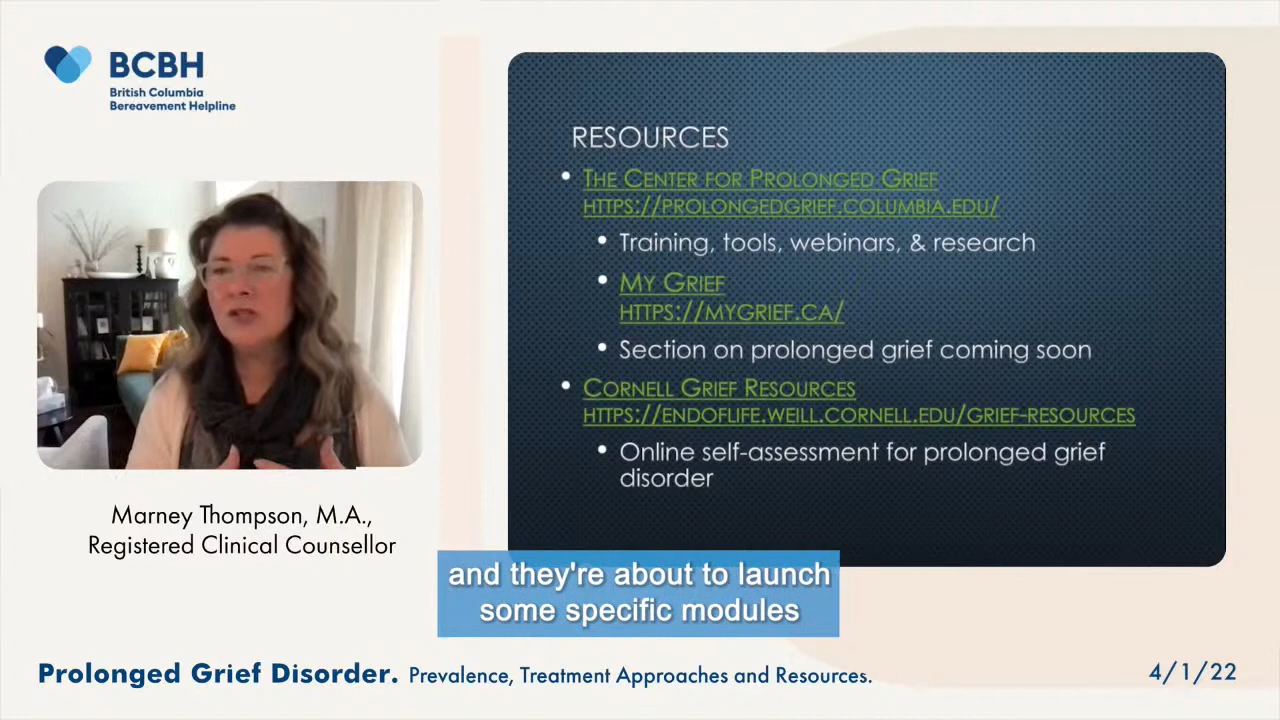 BCBH
British Columbia
Bereavement Helpline
RESOURCES
• THE CENTER FOR PROLONGED GRIEF
HTTPS://PROLONGEDGRIEF.COLUMBIA.EDU/
• Training, tools, webinars, & research
• MY GRIEF
HTTPS://MYGRIEF.CA/
• Section on prolonged grief coming soon
• CORNELL GRIEF RESOURCES
HTTPS://ENDOFLIFE.WEILL.CORNELL.EDU/GRIEF-RESOURCES
• Online self-assessment for prolonged grief
disorder
Marney Thompson, M.A.,
Registered Clinical Counsellor
and they're about to launch
some specific modules
Prolonged Grief Disorder. Prevalence, Treatment Approaches and Resources.
4/1/22